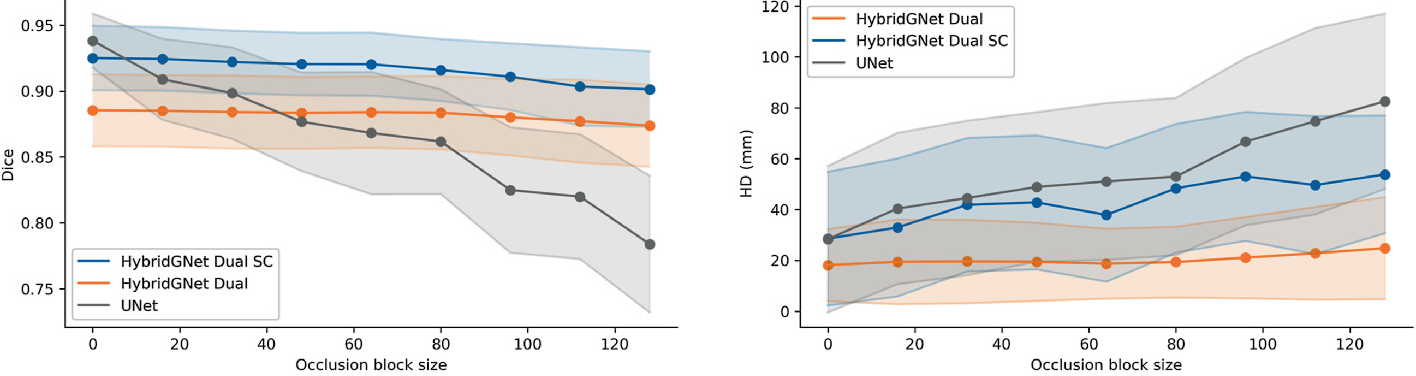 0.95
0.90
0.85
0.80
0.75
Dice
HybridGNet Dual SC
HybridGNet Dual
UNet
0 20 40 60 80 100 120
Occlusion block size
120
100
80
60
40
20
0
HD (mm)
HybridGNet Dual
HybridGNet Dual SC
UNet
0 20 40 60 80 100 120
Occlusion block size